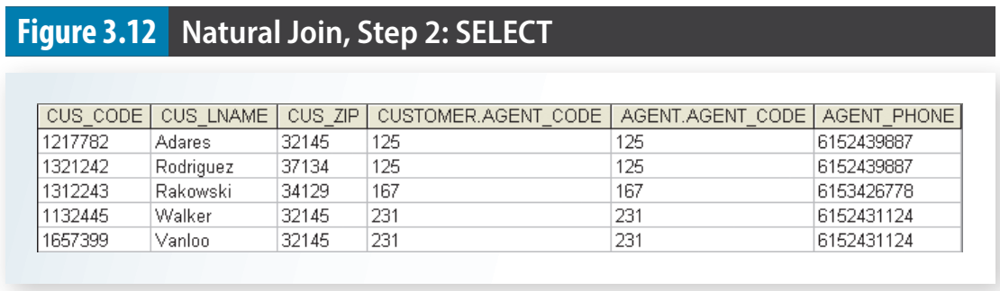 Figure 3.12 Natural Join, Step 2: SELECT
CUS_CODE CUS_LNAME CUS_ZIP CUSTOMER.AGENT_CODE AGENT.AGENT_CODE AGENT_PHONE
1217782 Adares 32145 125 125 6152439887
1321242 Rodriguez 37134 125 125 6152439887
1312243 Rakowski 34129 167 167 6153426778
1132445 Walker 32145 231 231 6152431124
1657399 Vanloo 32145 231 231 6152431124